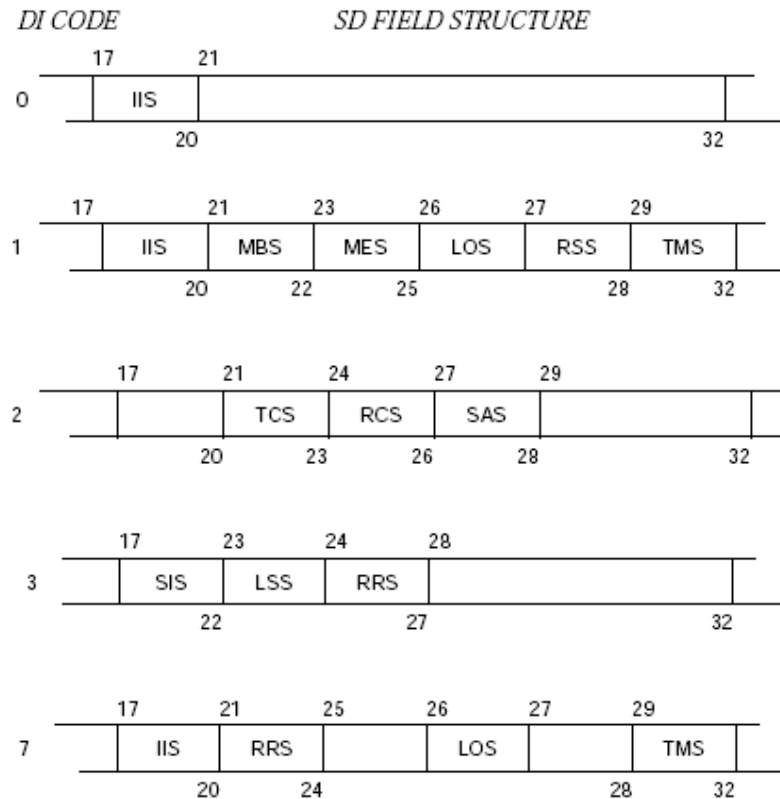 DI CODE SD FIELD STRUCTURE
17 21
0 IIS
20 32
17 21 23 26 27 29
1 IIS MBS MES LOS RSS TMS
20 22 25 28 32
17 21 24 27 29
2 TCS RCS SAS
20 23 26 28 32
17 23 24 28
3 SIS LSS RRS
22 27 32
17 21 25 26 27 29
7 IIS RRS LOS TMS
20 24 28 32